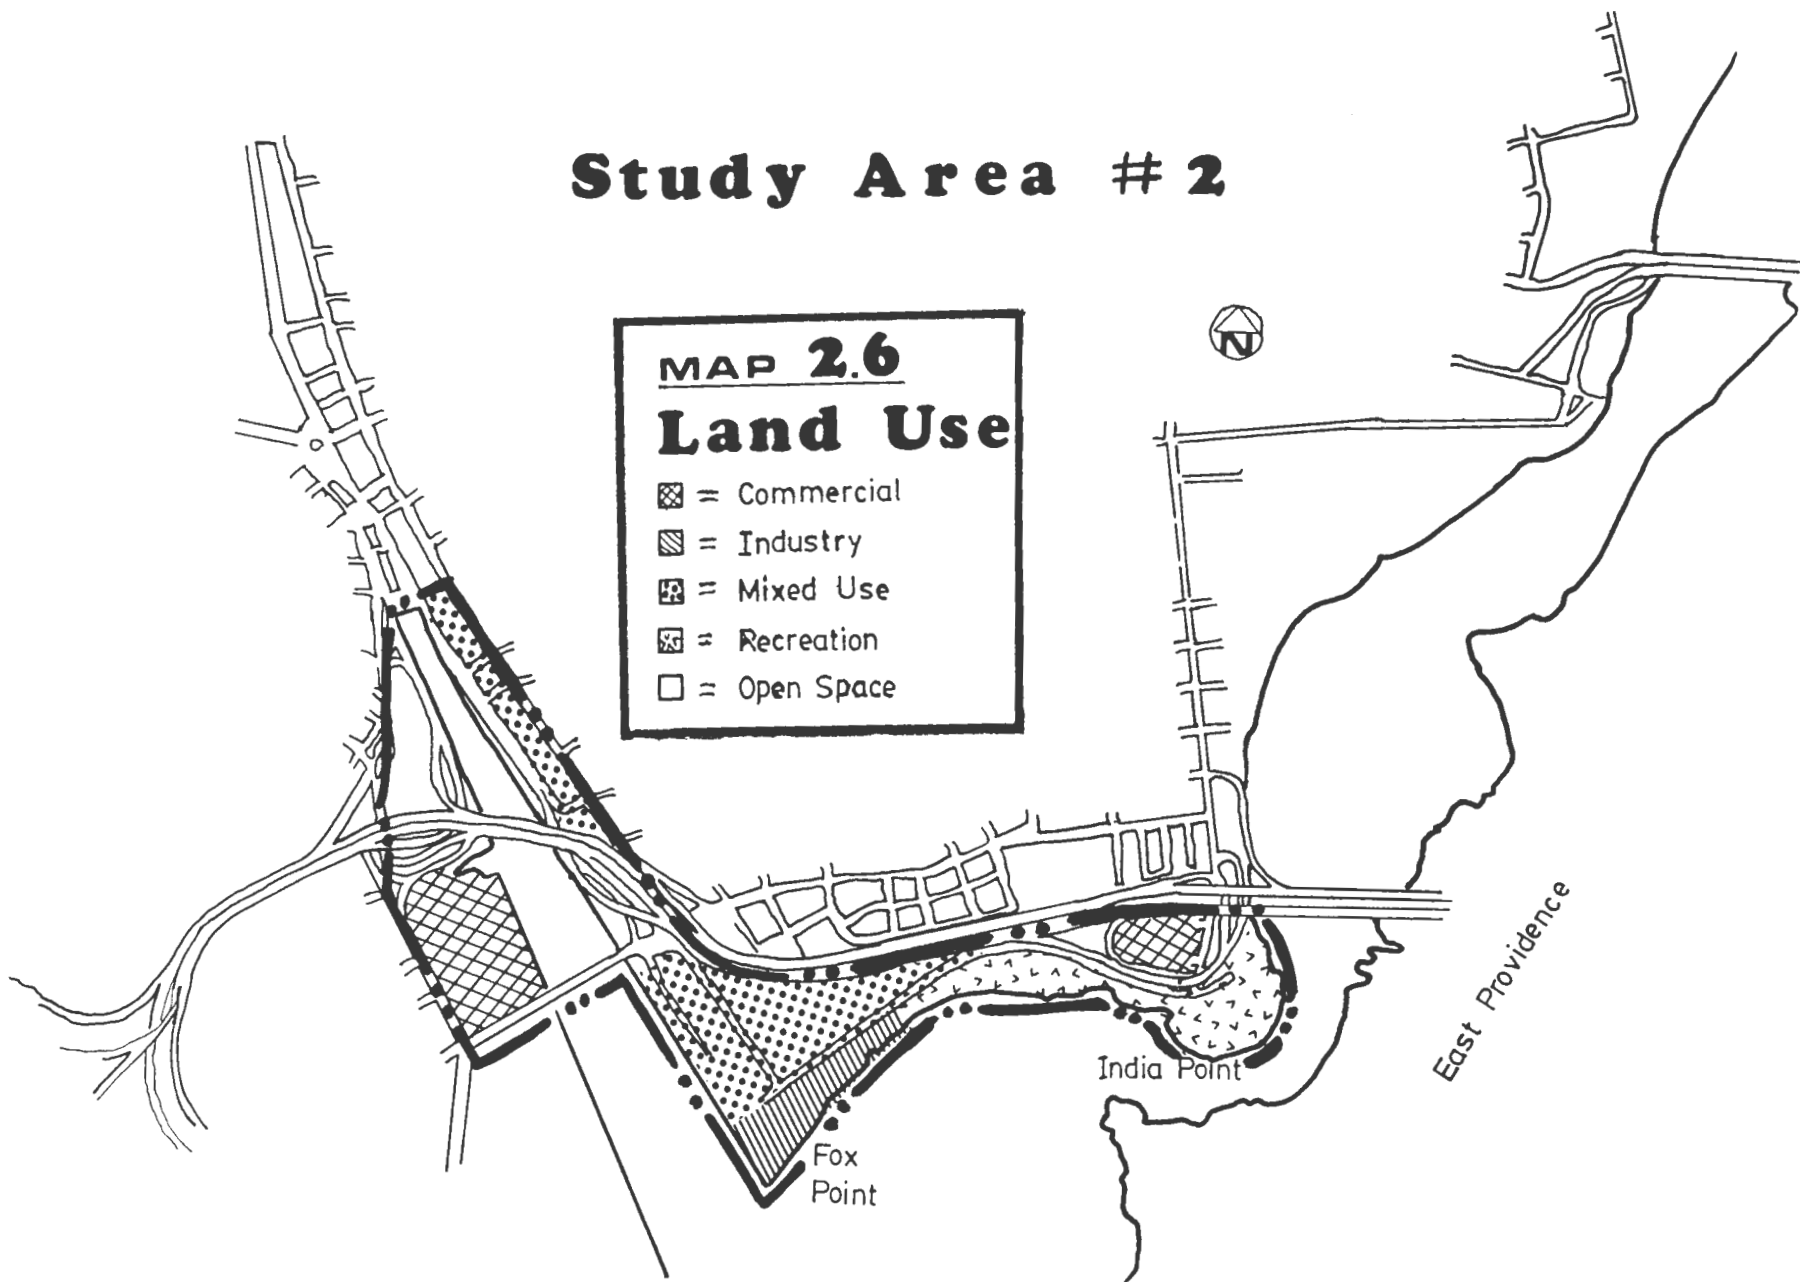 Study Area #2
N
MAP 2.6
Land Use
= Commercial
= Industry
= Mixed Use
= Recreation
= Open Space
East Providence
India Point
Fox
Point